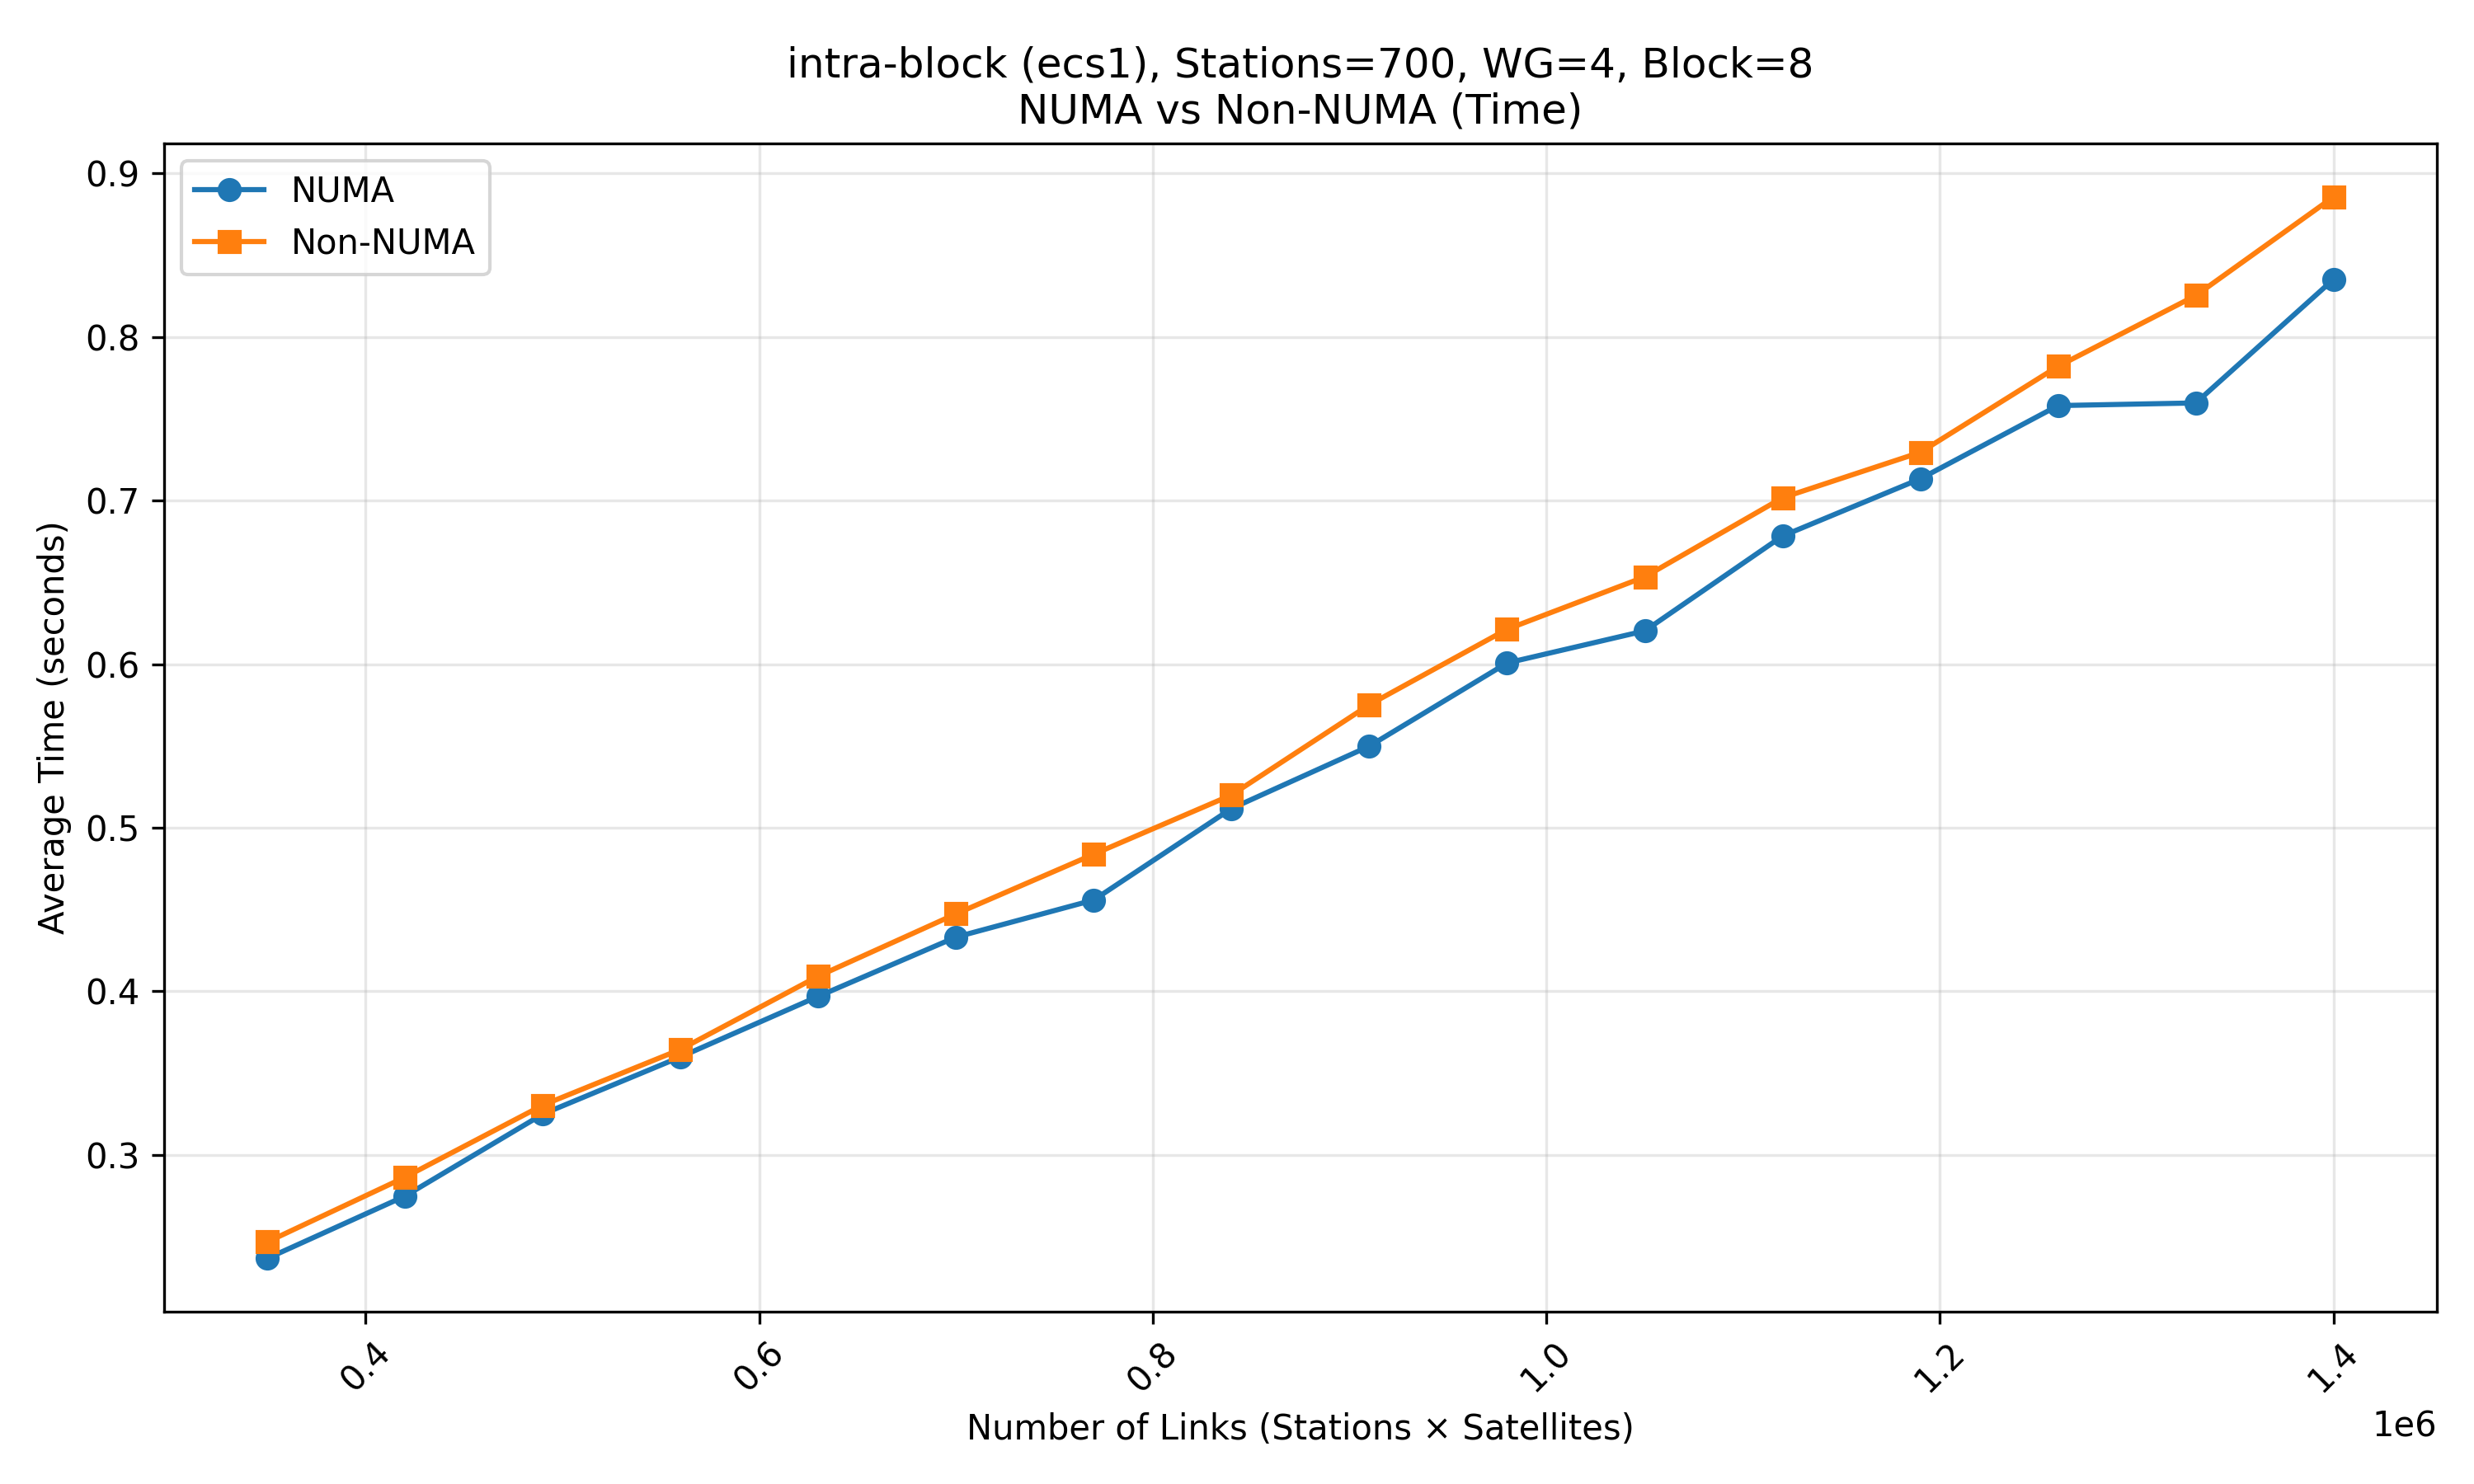 intra-block (ecs1), Stations=700, WG=4, Block=8
NUMA vs Non-NUMA (Time)
NUMA
Non-NUMA
Average Time (seconds)
0.9
0.8
0.7
0.6
0.5
0.4
0.3
0.4
0.6
0.8
1.0
1.2
1.4
1e6
Number of Links (Stations × Satellites)